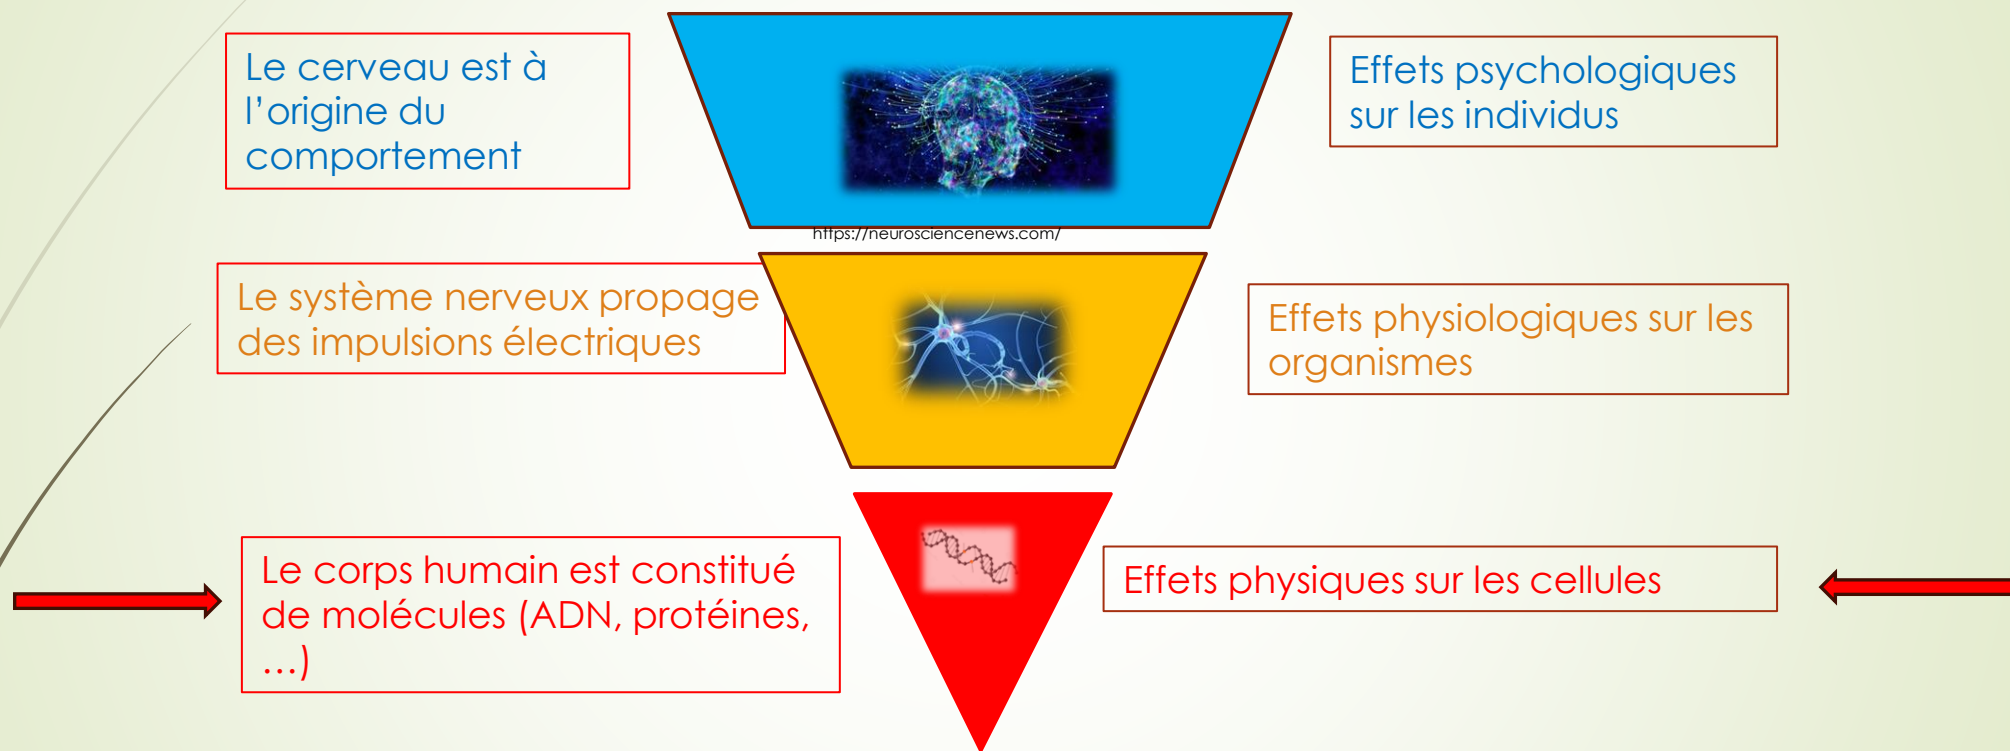 Le cerveau est à
l’origine du
comportement
Effets psychologiques
sur les individus
https://neurosciencenews.com/
Le système nerveux propage
des impulsions électriques
Effets physiologiques sur les
organismes
Le corps humain est constitué
de molécules (ADN, protéines,
…)
Effets physiques sur les cellules